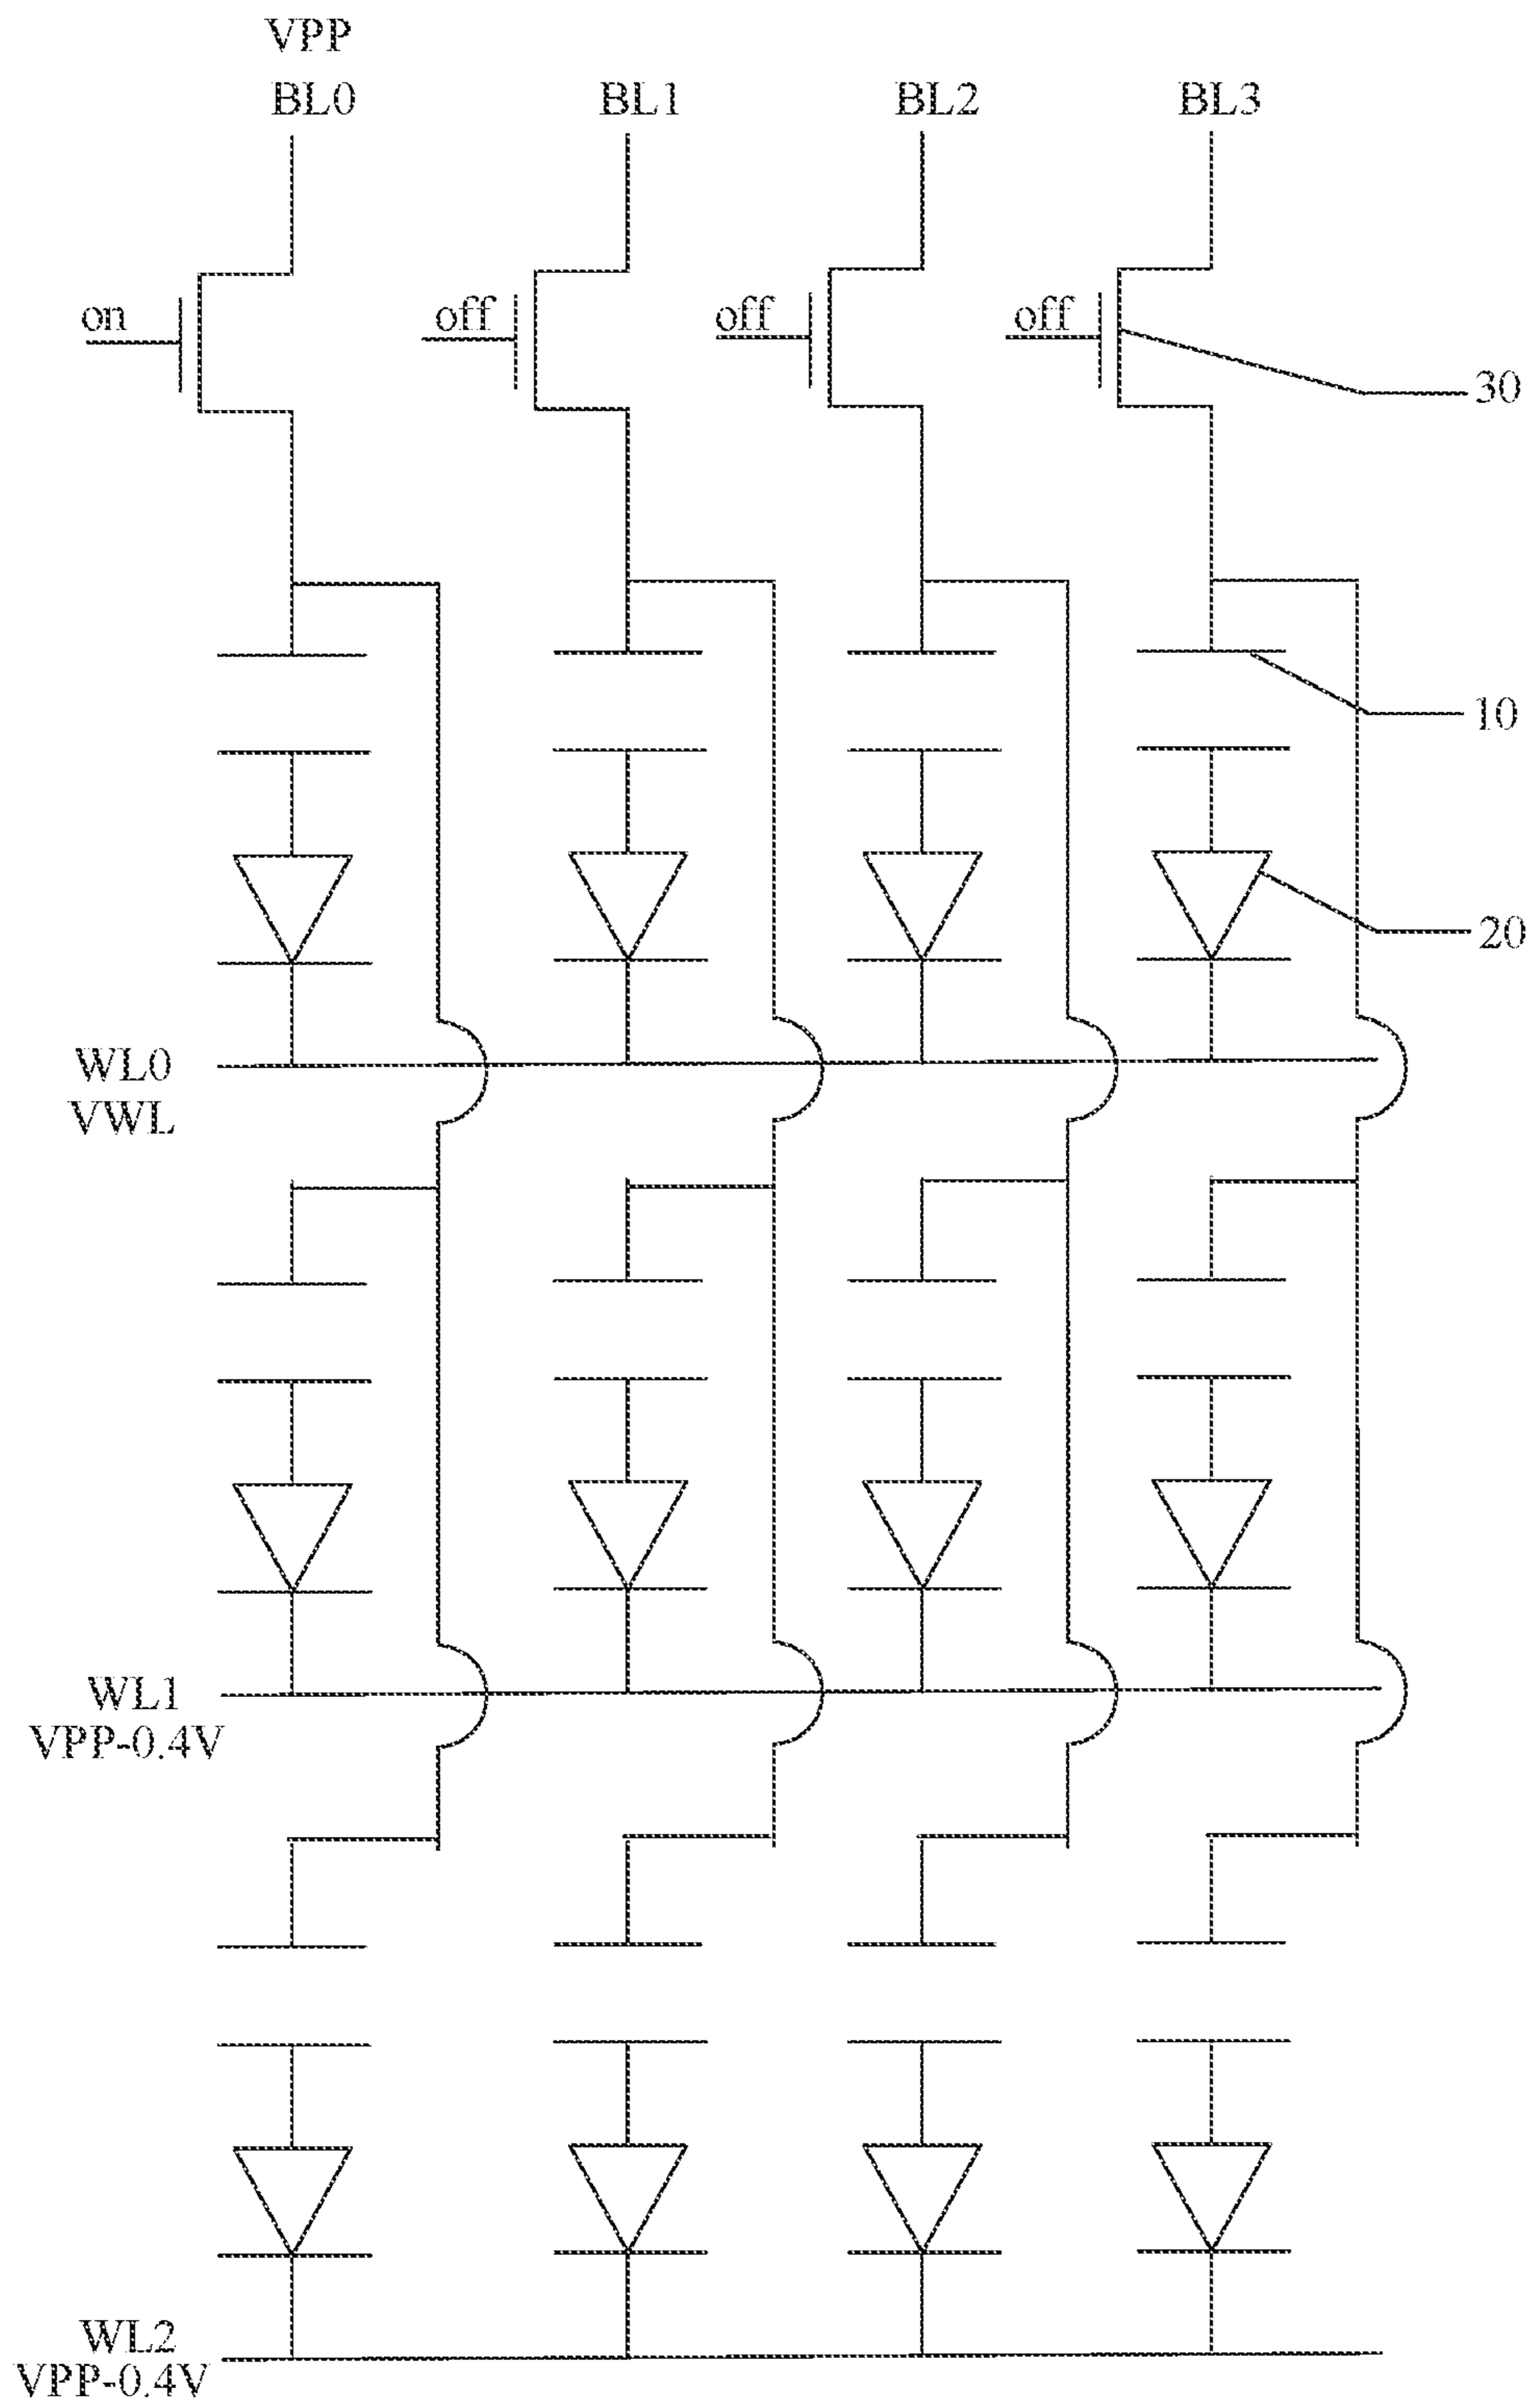 VPP
BL0 BL1 BL2 BL3
on off off off
30
10
20
WL0
VWL
WL1
VPP-0.4V
WL2
VPP-0.4V